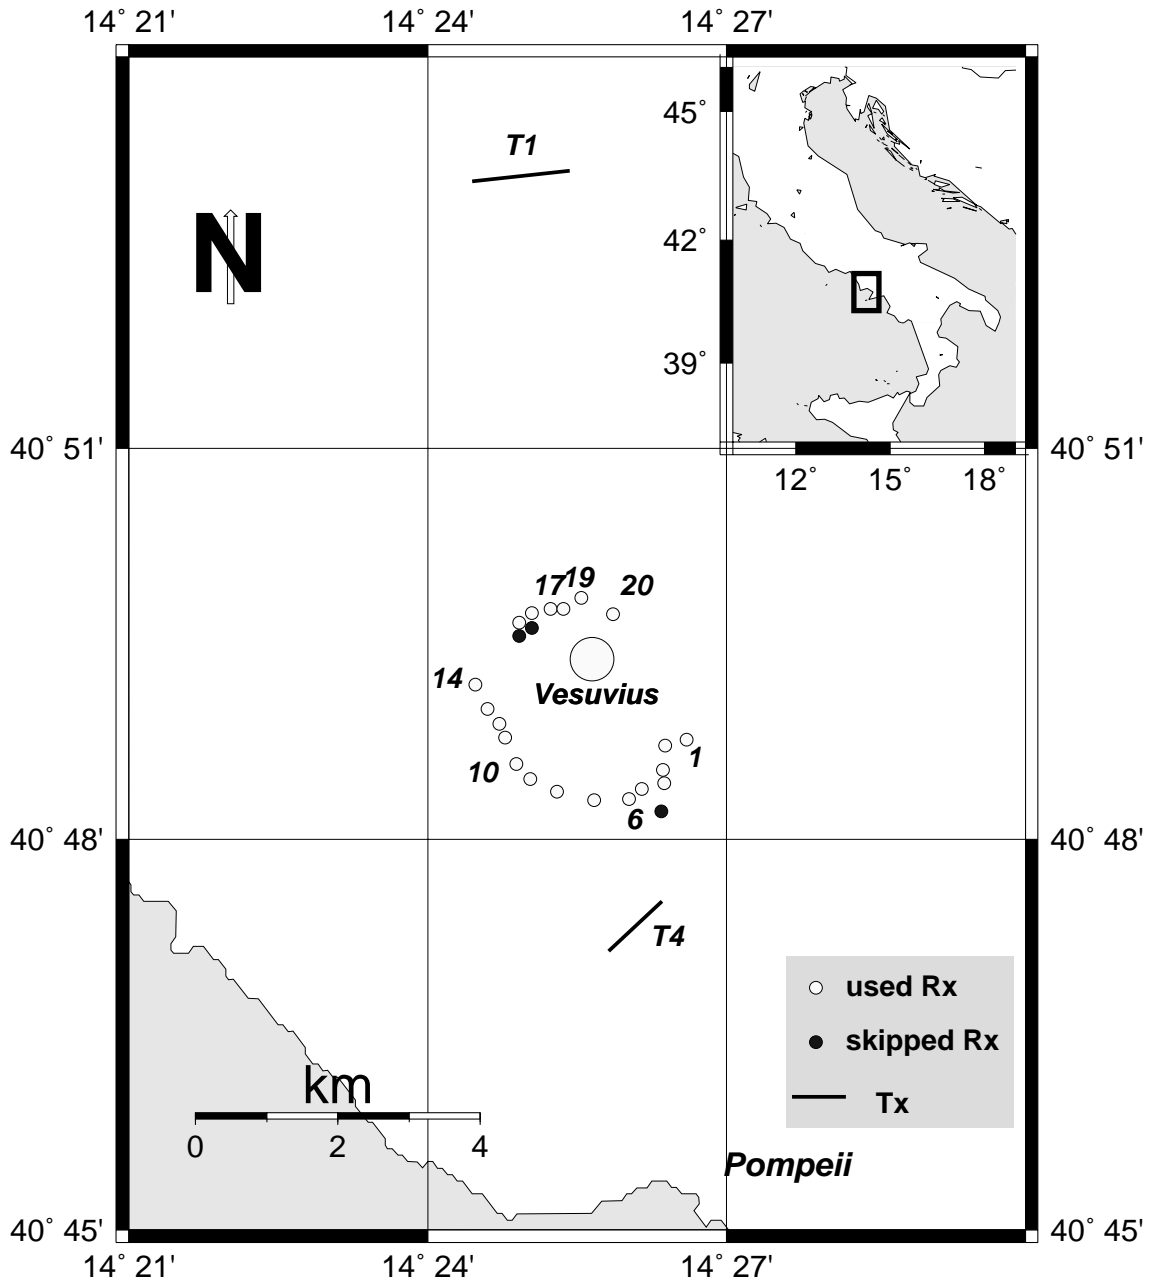 14° 21' 14° 24' 14° 27'
45°
T1
N
42°
39°
40° 51' 40° 51'
12° 15° 18°
17 19 20
14
Vesuvius
1
10
6
40° 48' 40° 48'
T4
used Rx
skipped Rx
Tx
km
0 2 4
Pompeii
40° 45' 40° 45'
14° 21' 14° 24' 14° 27'